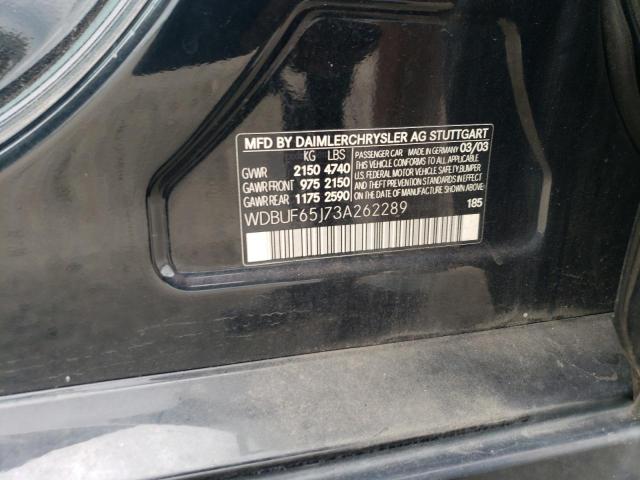 MFD BY DAIMLERCHRYSLER AG STUTTGART
KG LBS
GVWR 2150 4740
GAWR FRONT 975 2150
GAWR REAR 1175 2590
PASSENGER CAR MADE IN GERMANY 03/03
THIS VEHICLE CONFORMS TO ALL APPLICABLE
U.S. FEDERAL MOTOR VEHICLE SAFETY,
BUMPER, AND THEFT PREVENTION
STANDARDS IN EFFECT ON THE DATE OF
MANUFACTURE SHOWN ABOVE.
WDBUF65J73A262289
185